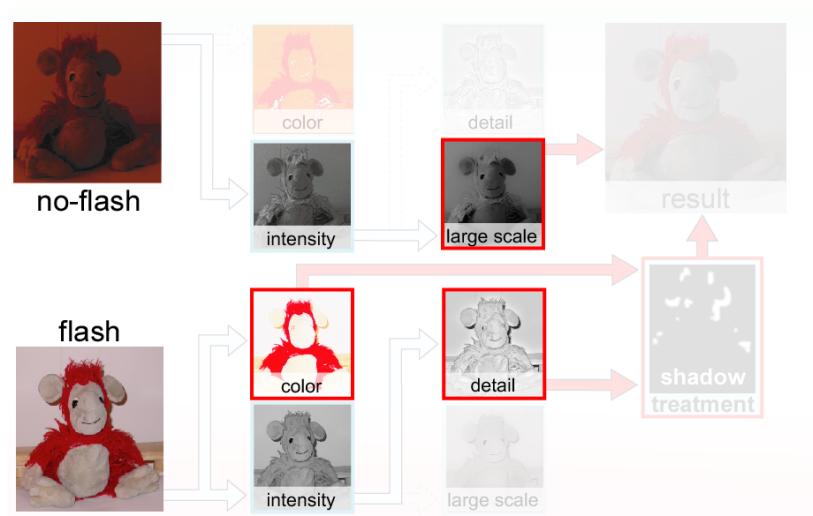 color
detail
no-flash
intensity
large scale
result
flash
color
detail
shadow
treatment
intensity
large scale